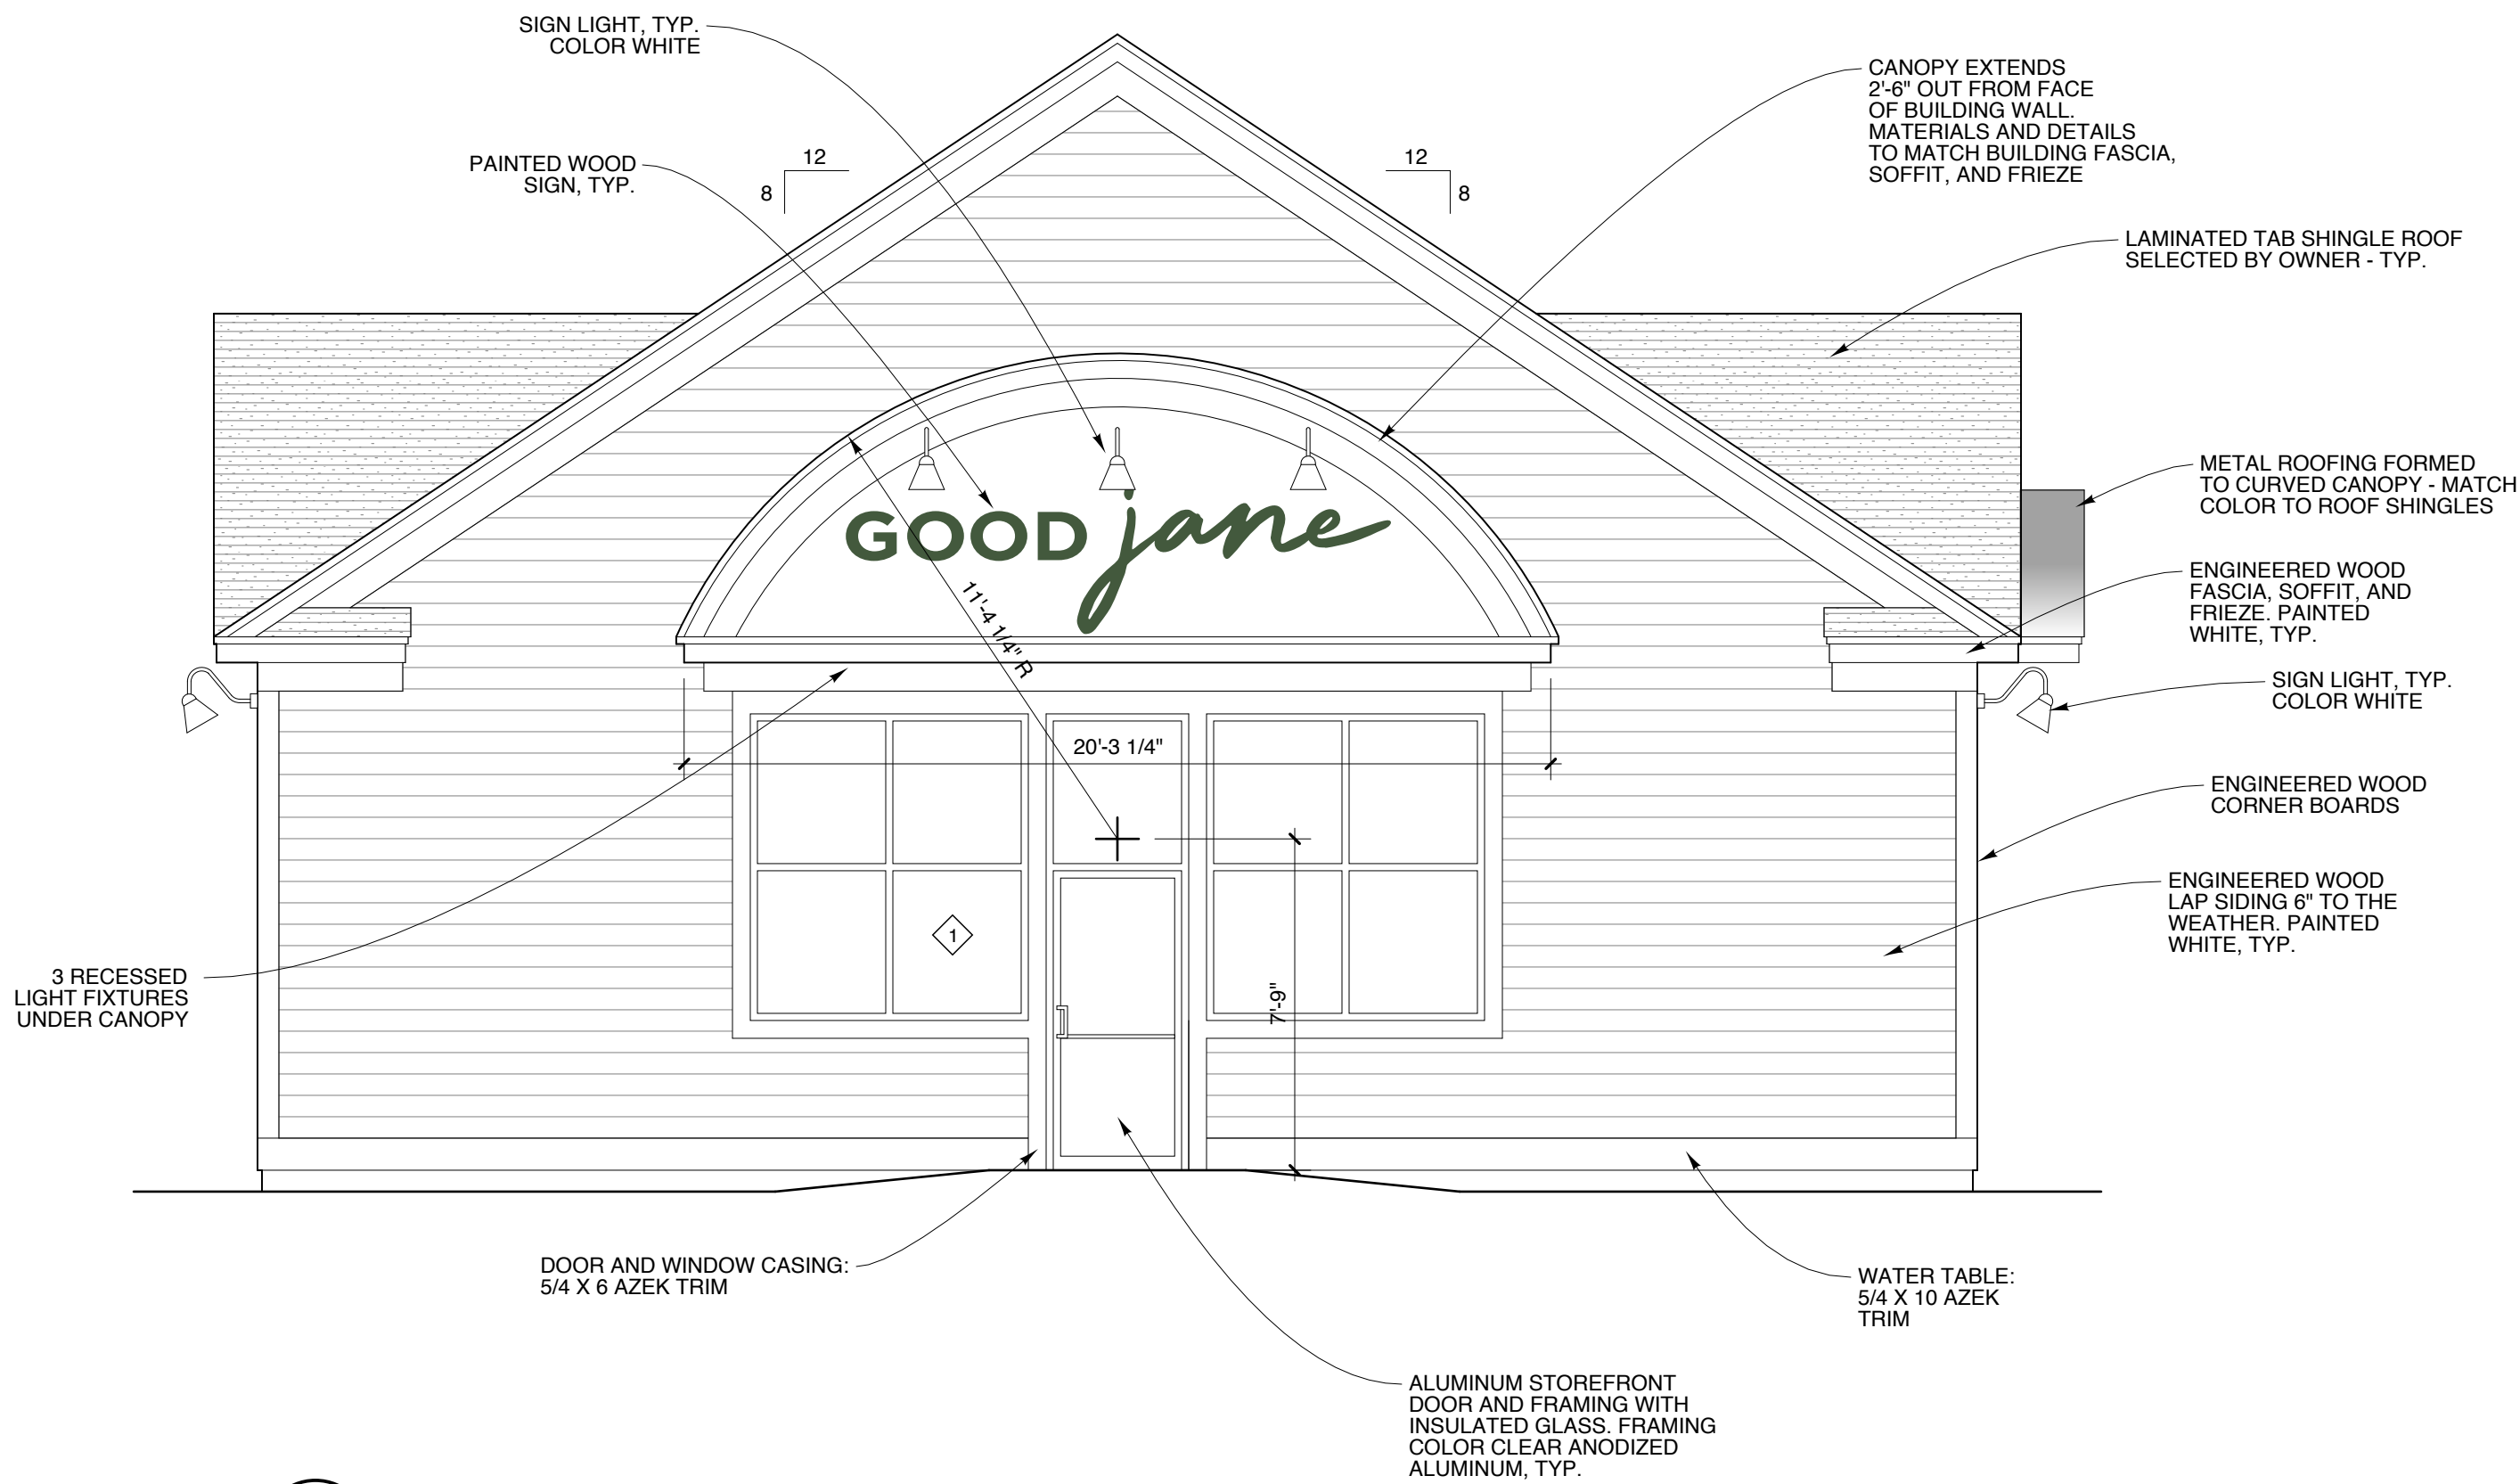 SIGN LIGHT, TYP.
COLOR WHITE
CANOPY EXTENDS
2'-6" OUT FROM FACE
OF BUILDING WALL.
MATERIALS AND DETAILS
TO MATCH BUILDING FASCIA,
SOFFIT, AND FRIEZE
PAINTED WOOD
SIGN, TYP.
12
8
12
8
LAMINATED TAB SHINGLE ROOF
SELECTED BY OWNER - TYP.
METAL ROOFING FORMED
TO CURVED CANOPY - MATCH
COLOR TO ROOF SHINGLES
GOOD jane
11'-4 1/4" R
ENGINEERED WOOD
FASCIA, SOFFIT, AND
FRIEZE. PAINTED
WHITE, TYP.
SIGN LIGHT, TYP.
COLOR WHITE
20'-3 1/4"
ENGINEERED WOOD
CORNER BOARDS
ENGINEERED WOOD
LAP SIDING 6" TO THE
WEATHER. PAINTED
WHITE, TYP.
1
7'-9"
3 RECESSED
LIGHT FIXTURES
UNDER CANOPY
DOOR AND WINDOW CASING:
5/4 X 6 AZEK TRIM
WATER TABLE:
5/4 X 10 AZEK
TRIM
ALUMINUM STOREFRONT
DOOR AND FRAMING WITH
INSULATED GLASS. FRAMING
COLOR CLEAR ANODIZED
ALUMINUM, TYP.